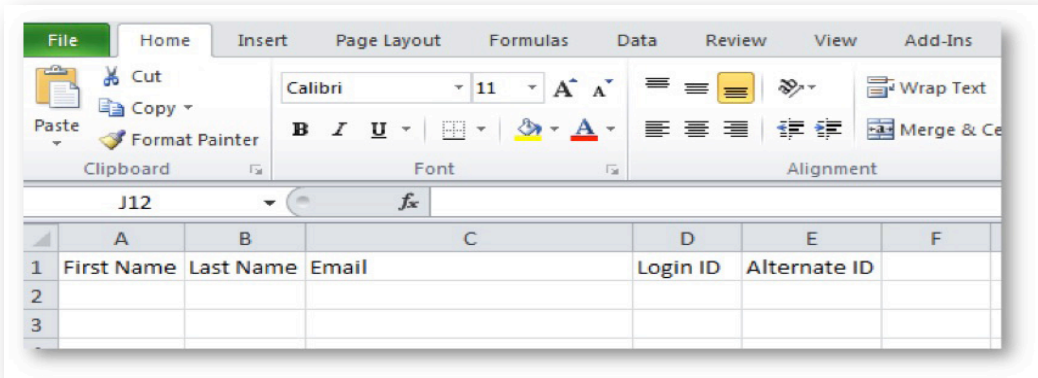 File Home Insert Page Layout Formulas Data Review View Add-Ins
Cut
Calibri 11 A A Wrap Text
Copy
Paste
B I U A Merge & Ce
Format Painter
Clipboard Font Alignment
J12 fx
A B C D E F
1 First Name Last Name Email Login ID Alternate ID
2
3